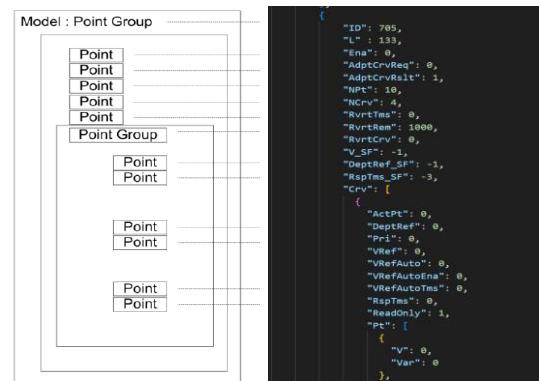 Model : Point Group
Point
Point
Point
Point
Point
Point Group
Point
Point
Point
Point
Point
Point
{
"ID": 705,
"L" : 133,
"Ena": 0,
"AdptCrvReq": 0,
"AdptCrvRslt": 1,
"NPt": 10,
"NCrv": 4,
"RvrtTms": 0,
"RvrtRem": 1000,
"RvrtCrv": 0,
"V_SF": -1,
"DeptRef_SF": -1,
"RspTms_SF": -3,
"Crv": [
{
"ActPt": 0,
"DeptRef": 0,
"Pri": 0,
"VRef": 0,
"VRefAuto": 0,
"VRefAutoEna": 0,
"VRefAutoTms": 0,
"RspTms": 0,
"ReadOnly": 1,
"Pt": [
{
"V": 0,
"Var": 0
},